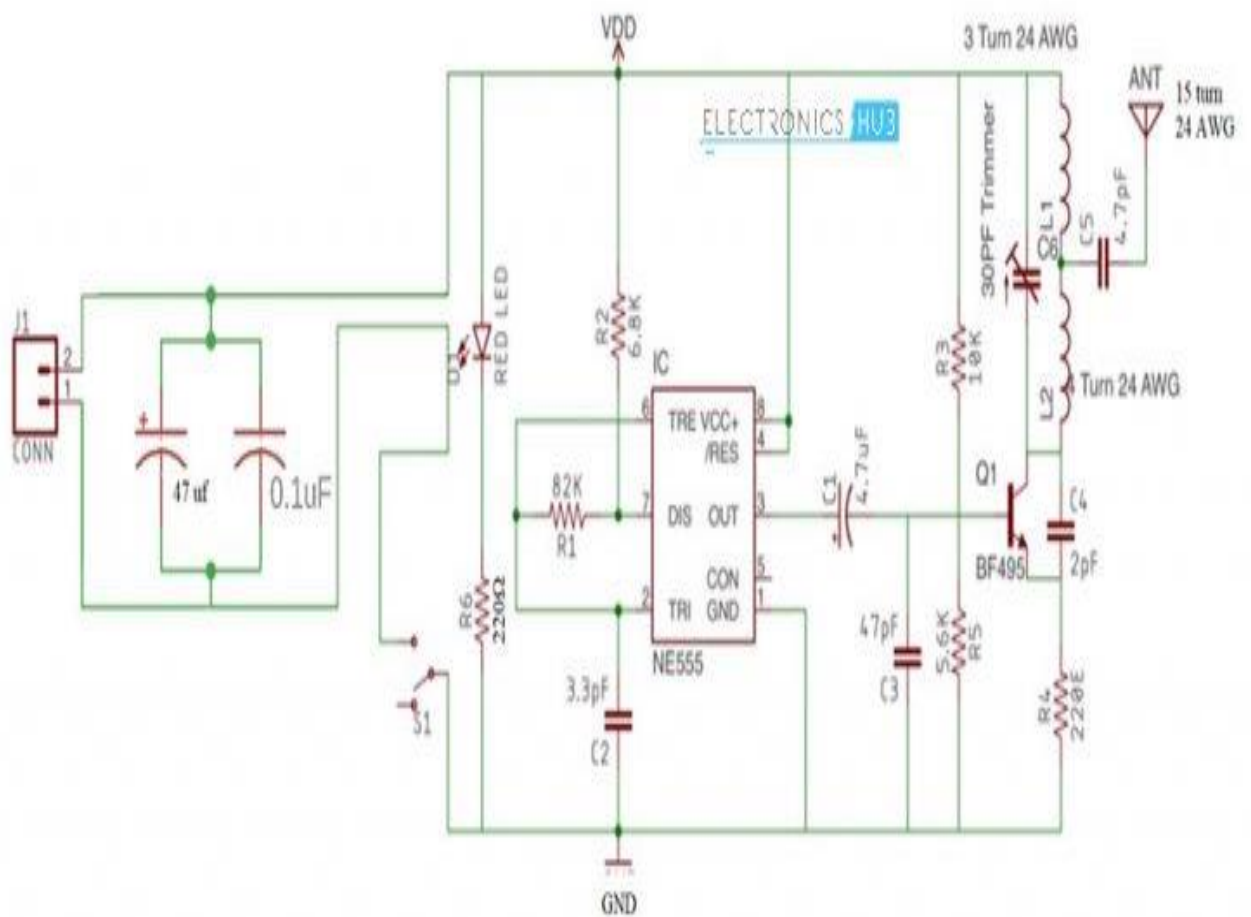 VDD
3 Turn 24 AWG
ANT
15 turn
24 AWG
ELECTRONICS HUB
30PF Trimmer
C6
L1
C5
4.7pF
J1
2
1
CONN
+
47 uf
0.1uF
RED LED
R2
6.8K
IC
R3
10K
L2
Turn 24 AWG
6
TRE
VCC+
8
/RES
4
82K
R1
7
DIS
OUT
3
C1
4.7uF
+
Q1
BF495
C4
2pF
CON
5
2
TRI
GND
1
NE555
R6
220Ω
S1
3.3pF
C2
47pF
C3
5.6K
R5
R4
220E
GND